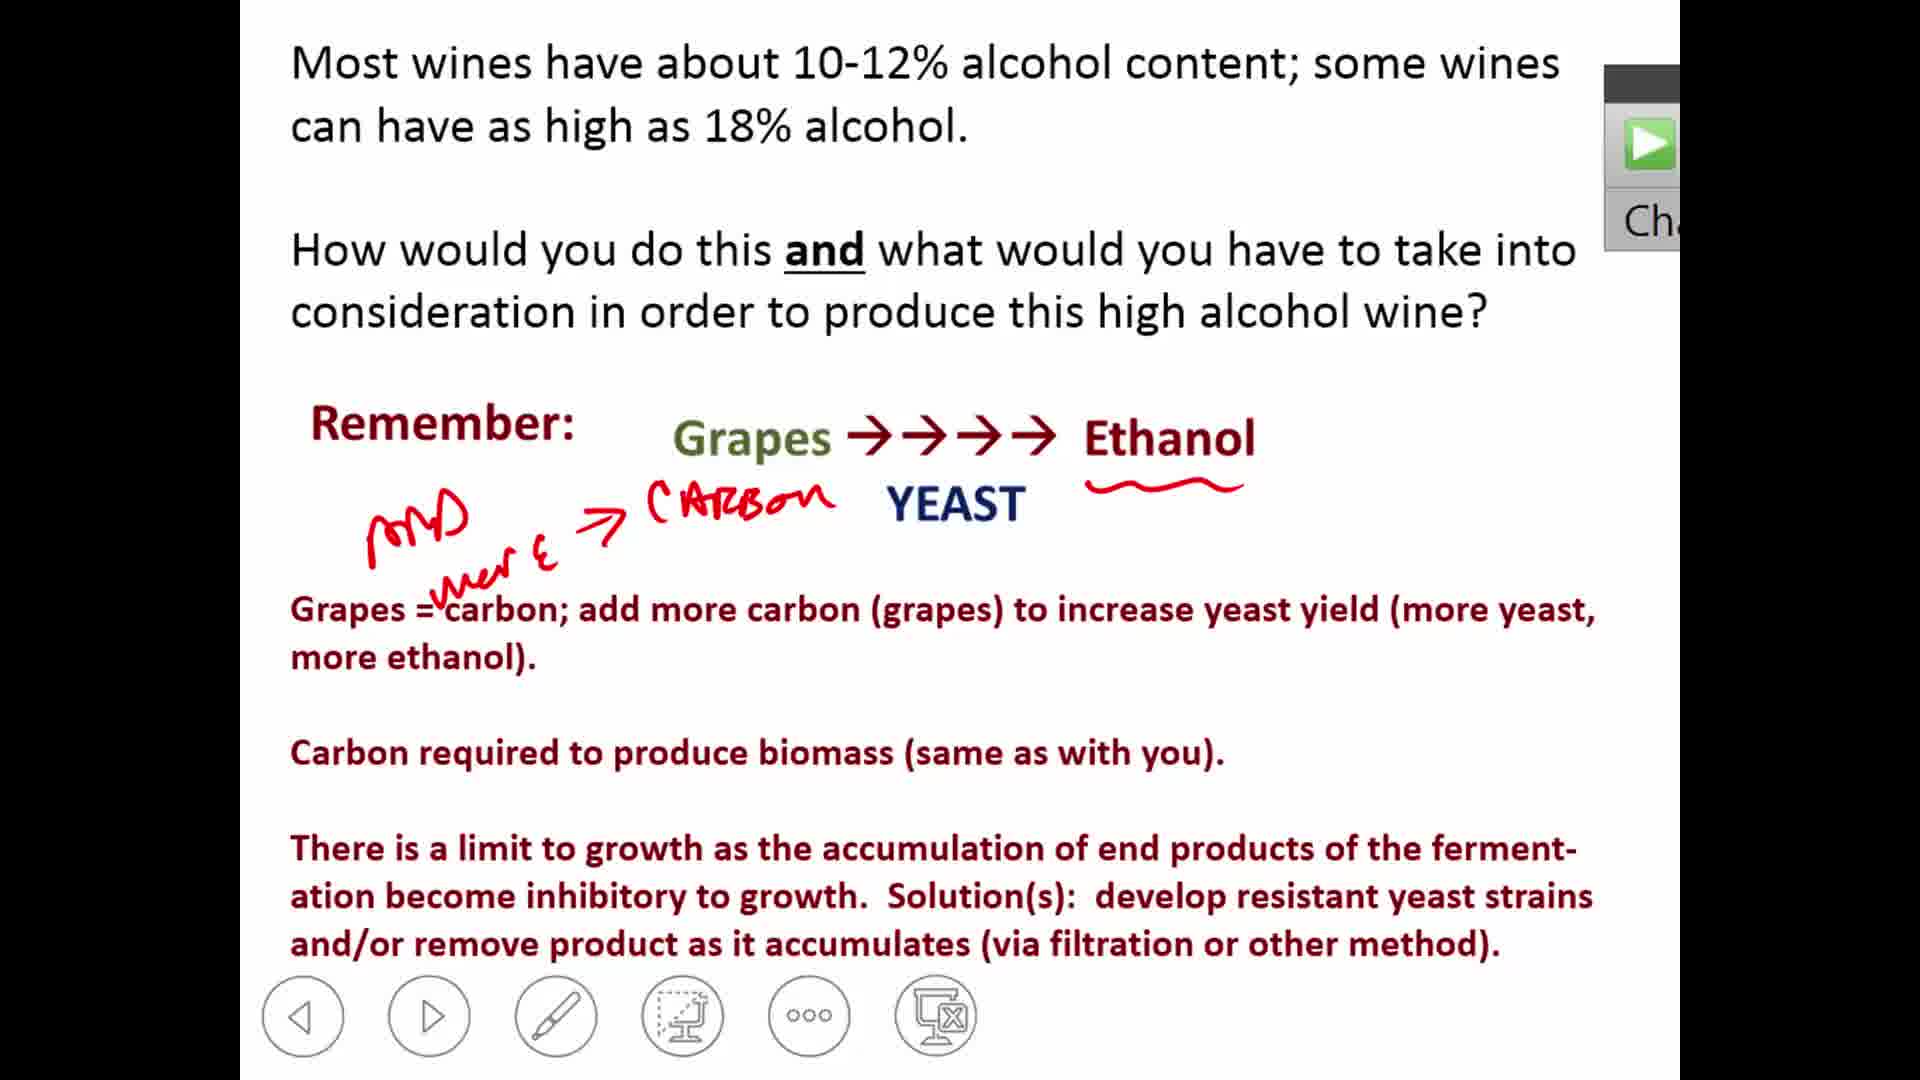 Most wines have about 10-12% alcohol content; some wines
can have as high as 18% alcohol.
Ch
How would you do this and what would you have to take into
consideration in order to produce this high alcohol wine?
Remember:
Grapes →→→→ Ethanol
YEAST
more → CARBON
Grapes = carbon; add more carbon (grapes) to increase yeast yield (more yeast,
more ethanol).
Carbon required to produce biomass (same as with you).
There is a limit to growth as the accumulation of end products of the ferment-
ation become inhibitory to growth. Solution(s): develop resistant yeast strains
and/or remove product as it accumulates (via filtration or other method).